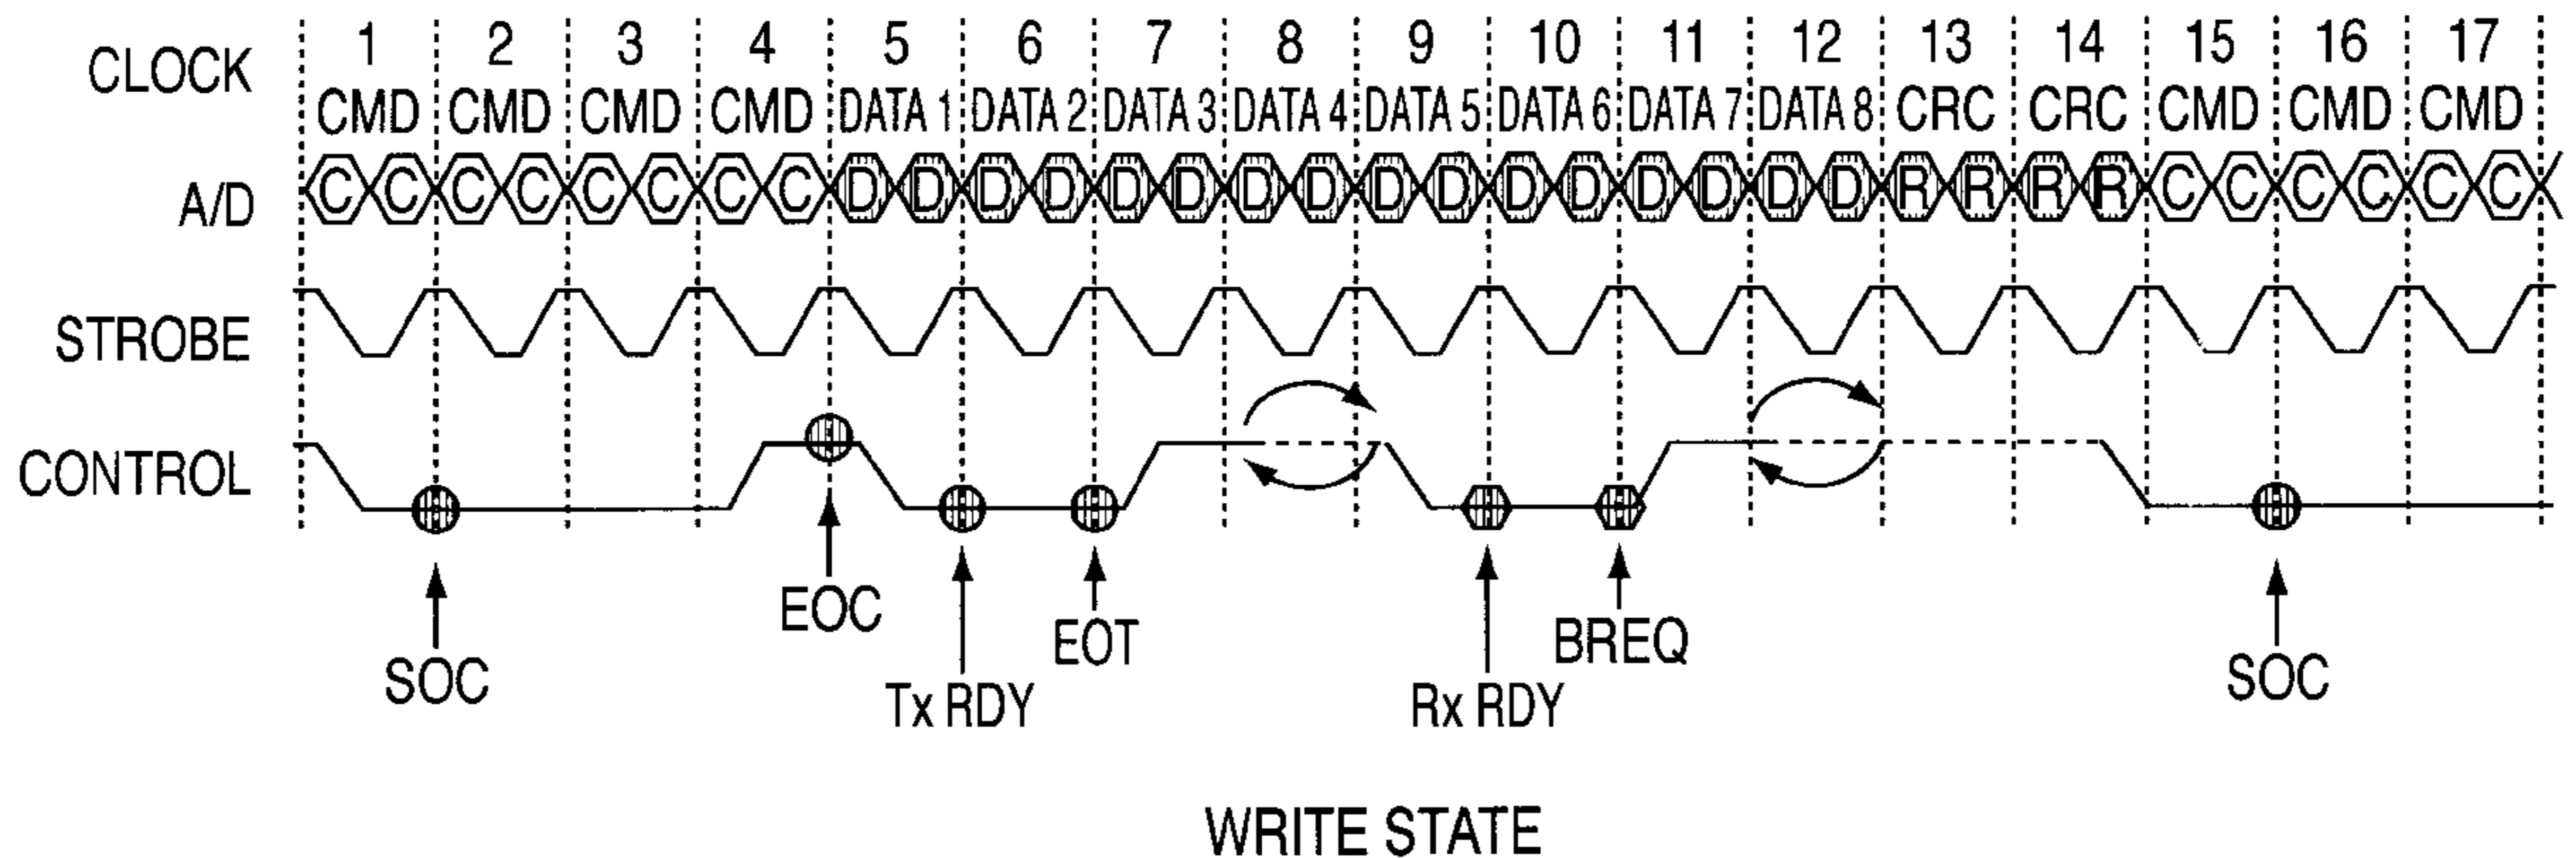 CLOCK 1 2 3 4 5 6 7 8 9 10 11 12 13 14 15 16 17
CMD CMD CMD CMD DATA 1 DATA 2 DATA 3 DATA 4 DATA 5 DATA 6 DATA 7 DATA 8 CRC CRC CMD CMD CMD
A/D C C C C C C C C D D D D D D D D D D D D D D D D R R R R C C C C C C
STROBE
CONTROL
EOC
EOT BREQ
SOC Tx RDY Rx RDY SOC
WRITE STATE